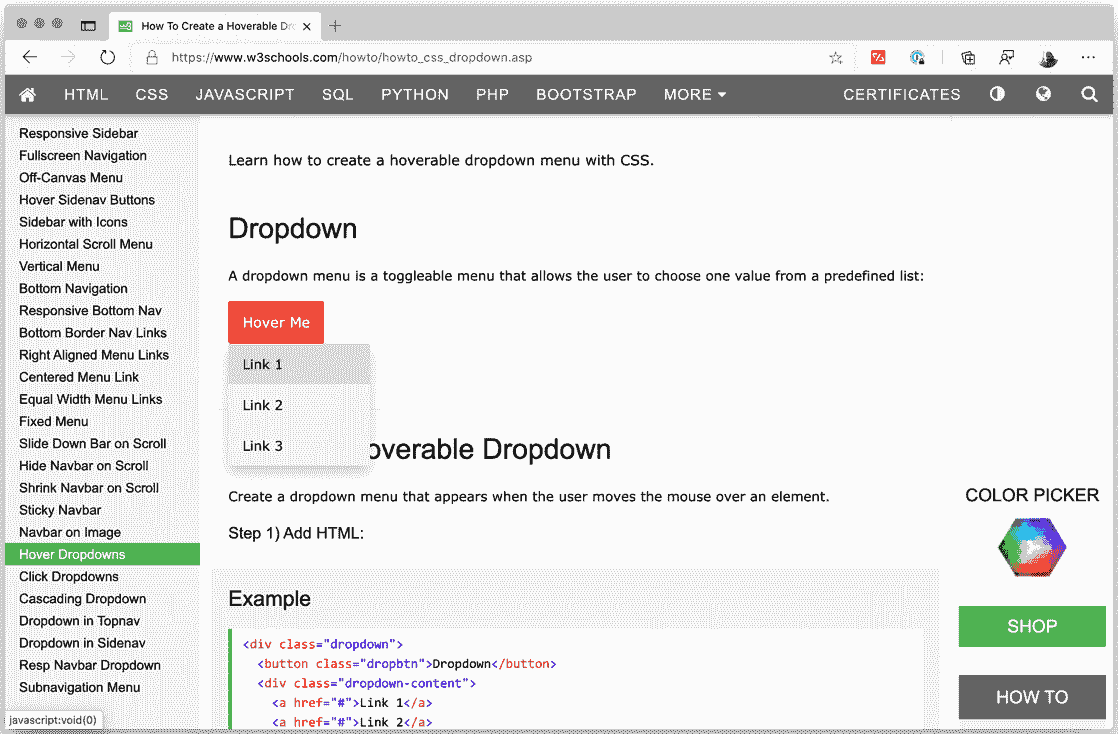 How To Create a Hoverable Dr
https://www.w3schools.com/howto/howto_css_dropdown.asp
HTML CSS JAVASCRIPT SQL PYTHON PHP BOOTSTRAP MORE CERTIFICATES
Responsive Sidebar
Fullscreen Navigation
Off-Canvas Menu
Hover Sidenav Buttons
Sidebar with Icons
Horizontal Scroll Menu
Vertical Menu
Bottom Navigation
Responsive Bottom Nav
Bottom Border Nav Links
Right Aligned Menu Links
Centered Menu Link
Equal Width Menu Links
Fixed Menu
Slide Down Bar on Scroll
Hide Navbar on Scroll
Shrink Navbar on Scroll
Sticky Navbar
Navbar on Image
Hover Dropdowns
Click Dropdowns
Cascading Dropdown
Dropdown in Topnav
Dropdown in Sidenav
Resp Navbar Dropdown
Subnavigation Menu
javascript:void(0)
Learn how to create a hoverable dropdown menu with CSS.
Dropdown
A dropdown menu is a toggleable menu that allows the user to choose one value from a predefined list:
Hover Me
Link 1
Link 2
Link 3
overable Dropdown
Create a dropdown menu that appears when the user moves the mouse over an element.
Step 1) Add HTML:
Example
<div class="dropdown">
<button class="dropbtn">Dropdown</button>
<div class="dropdown-content">
<a href="#">Link 1</a>
<a href="#">Link 2</a>
COLOR PICKER
SHOP
HOW TO